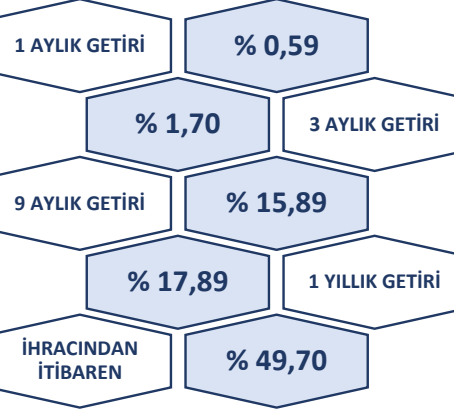 1 AYLIK GETİRİ
% 0,59
% 1,70
3 AYLIK GETİRİ
9 AYLIK GETİRİ
% 15,89
% 17,89
1 YILLIK GETİRİ
İHRACINDAN
İTİBAREN
% 49,70